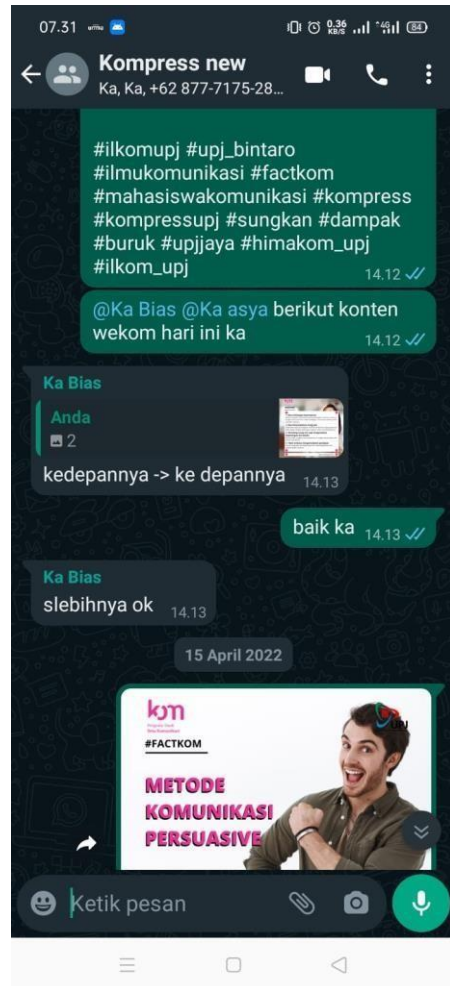 07.31
0.36
KB/S
46
84
Kompress new
Ka, Ka, +62 877-7175-28...
#ilkomupj #upj_bintaro
#ilmukomunikasi #factkom
#mahasiswakomunikasi #kompress
#kompressupj #sungkan #dampak
#buruk #upjjaya #himakom_upj
#ilkom_upj
14.12
@Ka Bias @Ka asya berikut konten
wekom hari ini ka
14.12
Ka Bias
Anda
2
kedepannya -> ke depannya
14.13
baik ka
14.13
Ka Bias
slebihnya ok
14.13
15 April 2022
kom
#FACTKOM
METODE
KOMUNIKASI
PERSUASIVE
Ketik pesan